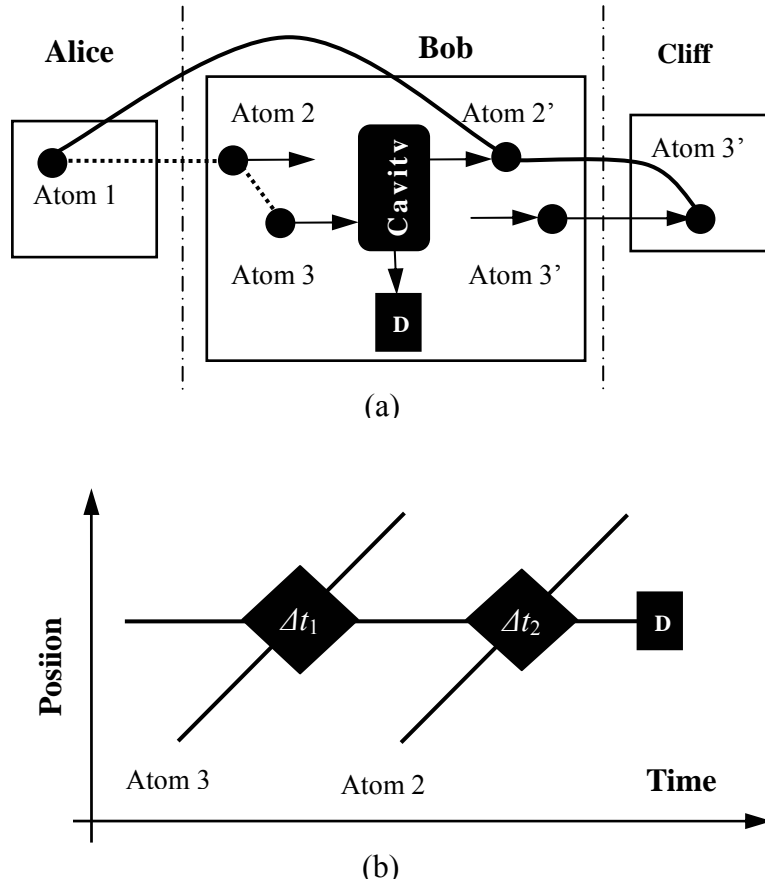 Alice
Bob
Cliff
Atom 2
Atom 2’
Atom 3’
Atom 1
Cavity
Atom 3
Atom 3’
D
(a)
Δt1
Δt2
D
Posiion
Atom 3
Atom 2
Time
(b)